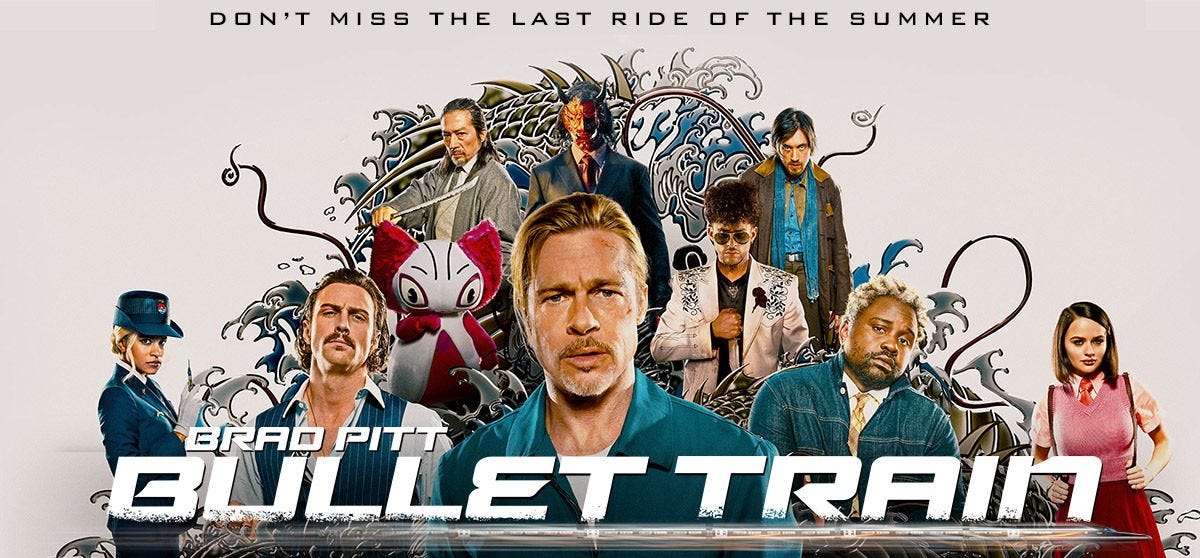 DON'T MISS THE LAST RIDE OF THE SUMMER
BRAD PITT
BULLET TRAIN